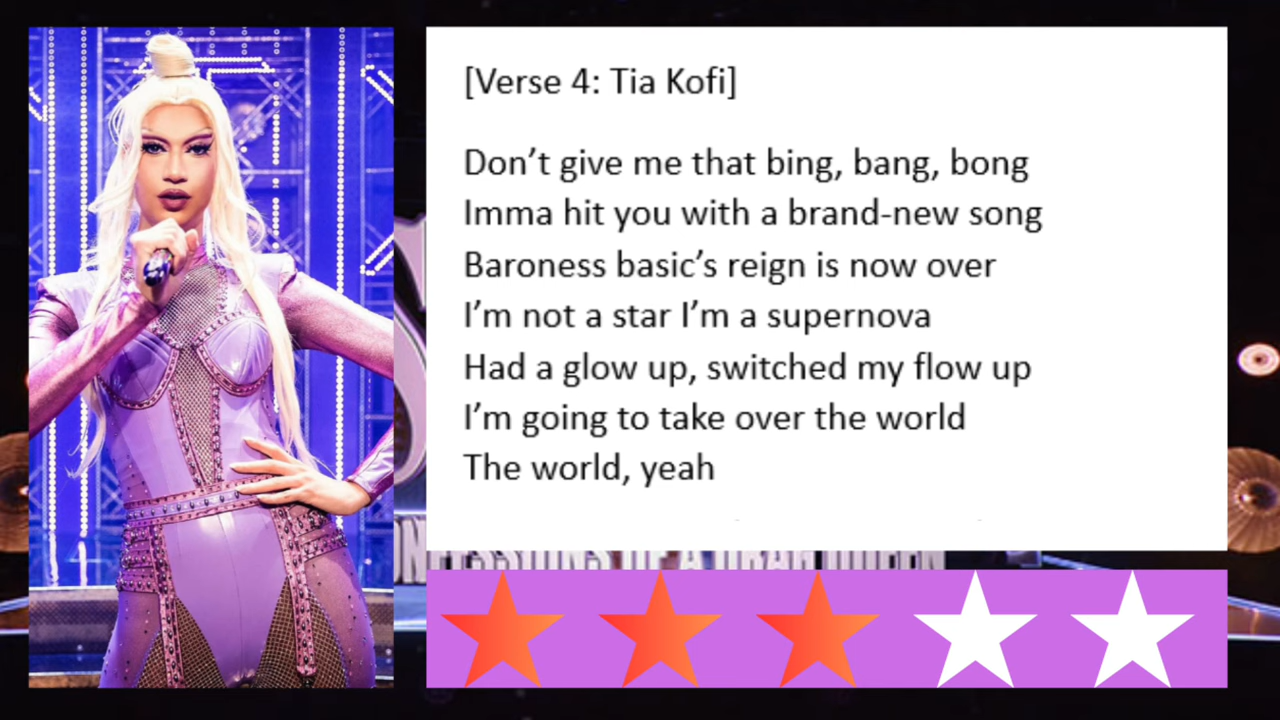 [Verse 4: Tia Kofi]
Don’t give me that bing, bang, bong
Imma hit you with a brand-new song
Baroness basic’s reign is now over
I’m not a star I’m a supernova
Had a glow up, switched my flow up
I’m going to take over the world
The world, yeah
OF A